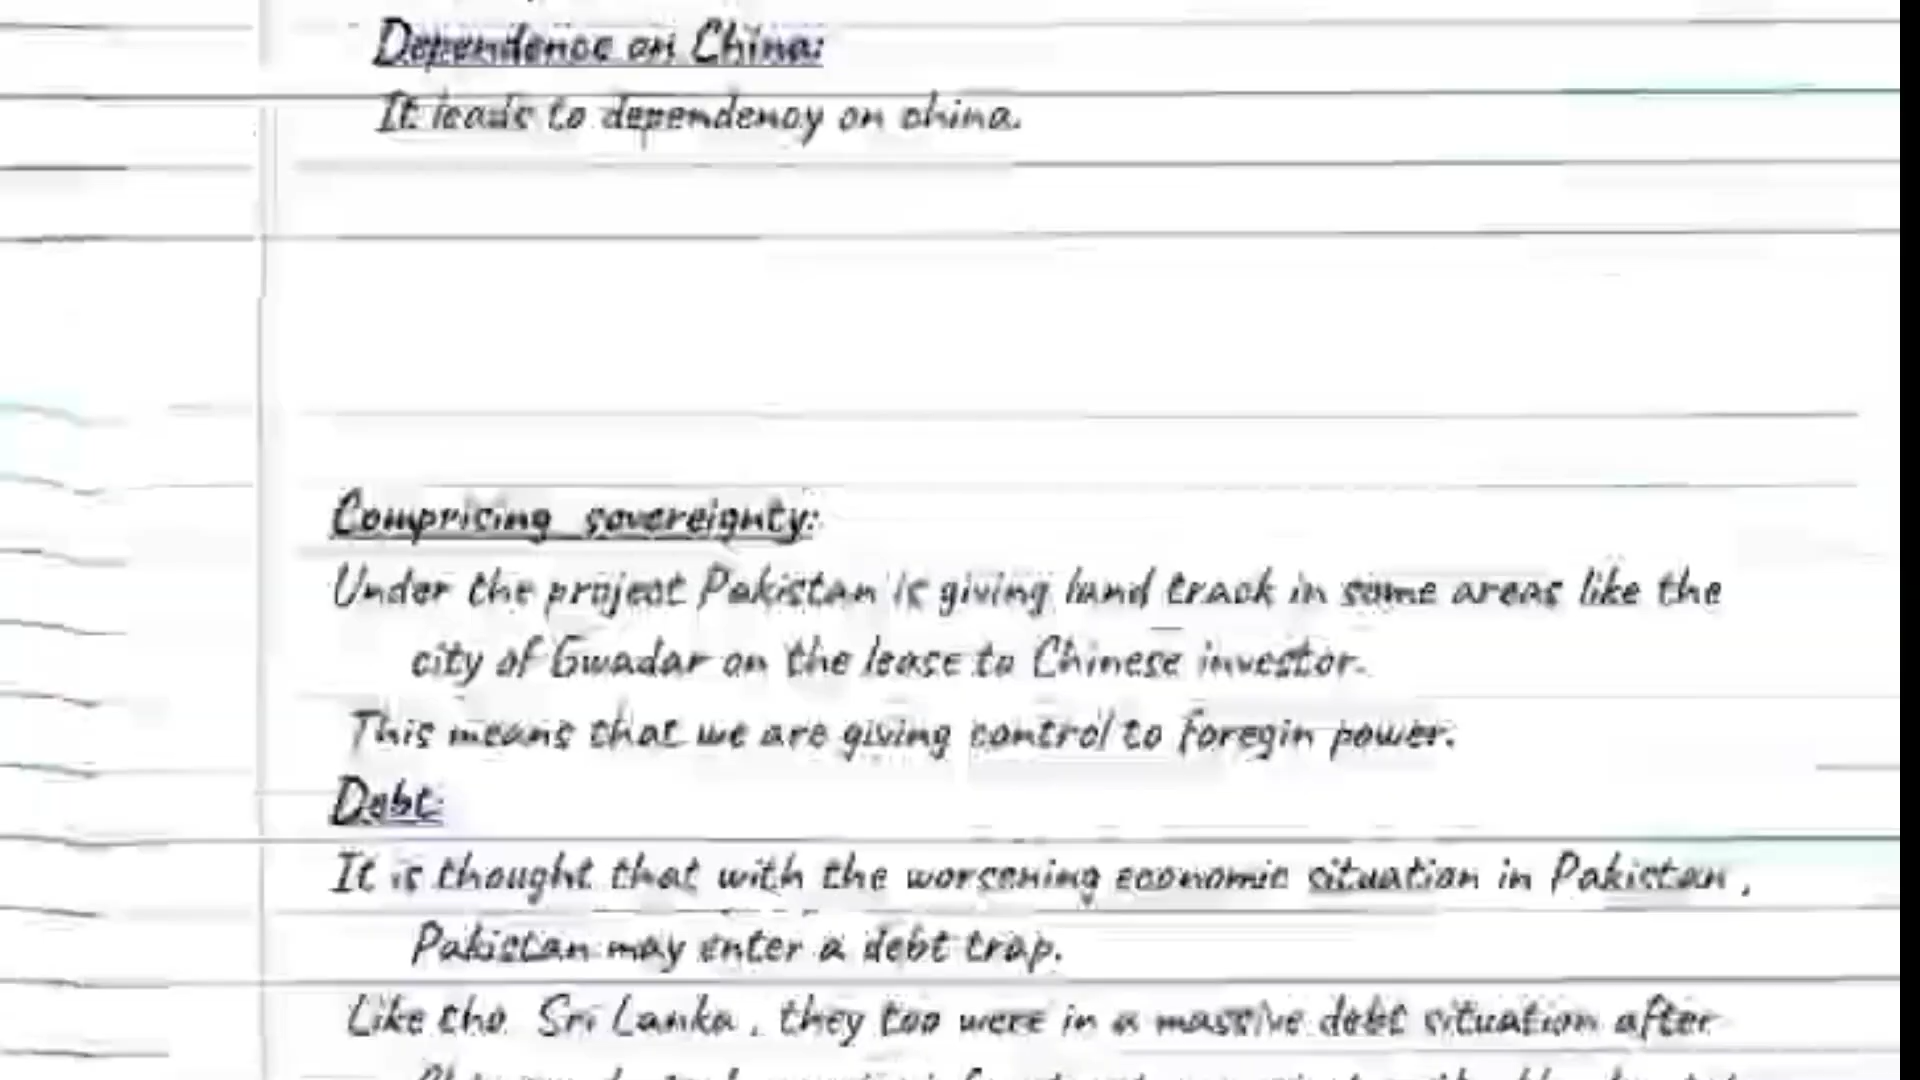 Dependence on China:
It leads to dependency on china.
Comprising sovereignty:
Under the project Pakistan is giving land track in some areas like the
city of Gwadar on the lease to Chinese investor.
This means that we are giving control to foregin power.
Debt:
It is thought that with the worsening economic situation in Pakistan,
Pakistan may enter a debt trap.
Like the Sri Lanka, they too were in a massive debt situation after